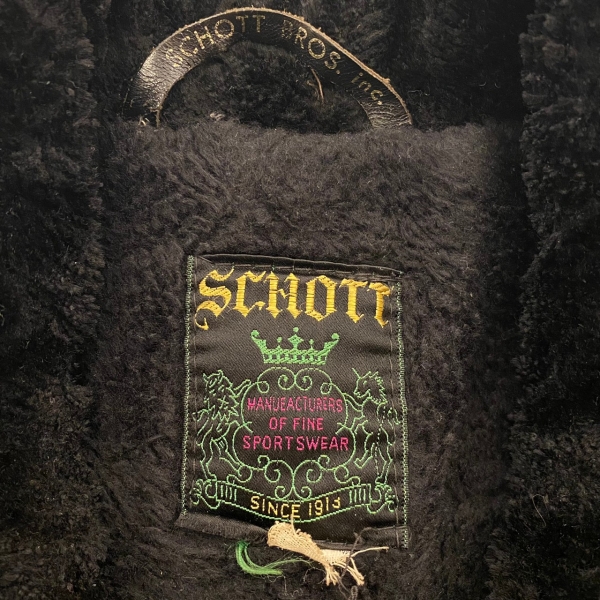 SCHOTT BROS. inc.
SCHOTT
MANUFACTURERS
OF FINE
SPORTSWEAR
SINCE 1913